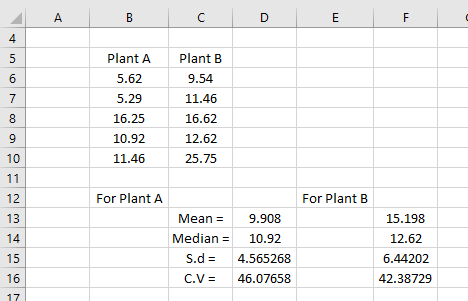 A B C D E F
4
5 Plant A Plant B
6 5.62 9.54
7 5.29 11.46
8 16.25 16.62
9 10.92 12.62
10 11.46 25.75
11
12 For Plant A For Plant B
13 Mean = 9.908 15.198
14 Median = 10.92 12.62
15 S.d = 4.565268 6.44202
16 C.V = 46.07658 42.38729
17